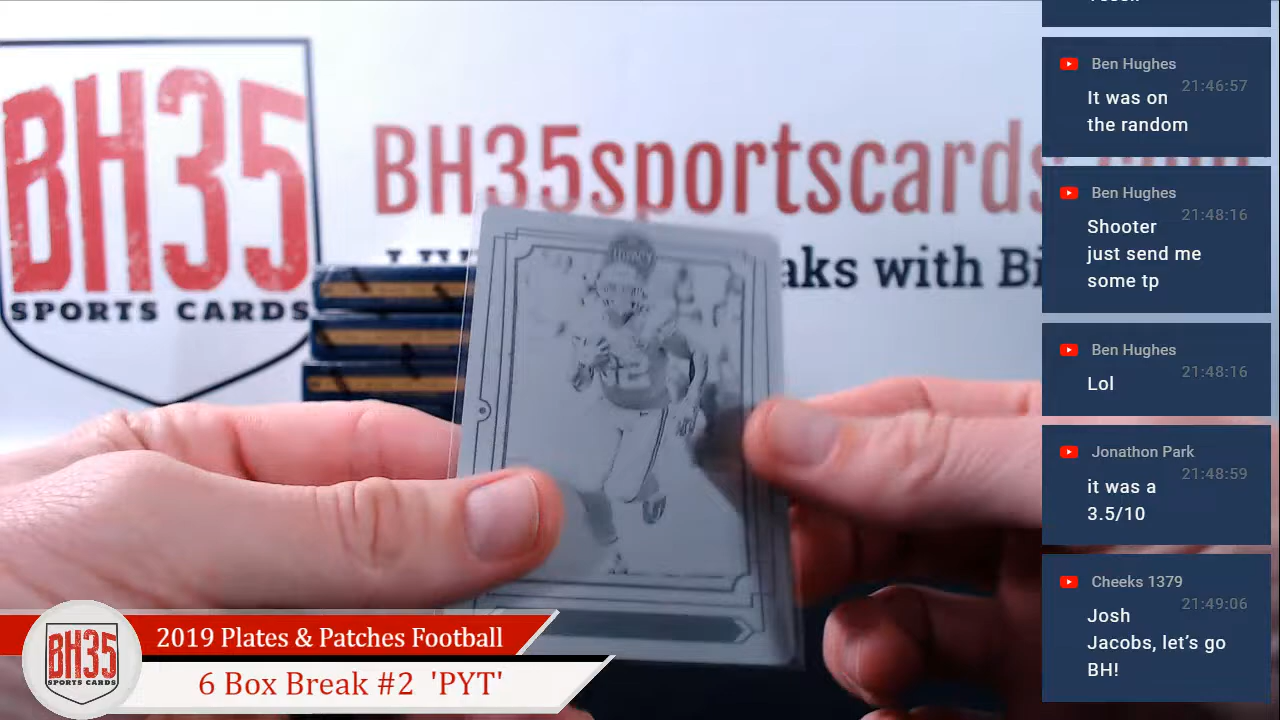 BH35
SPORTS CARDS
BH35sportscards
aks with Bi
12
Ben Hughes
21:46:57
It was on
the random
Ben Hughes
21:48:16
Shooter
just send me
some tp
Ben Hughes
21:48:16
Lol
Jonathon Park
21:48:59
it was a
3.5/10
Cheeks 1379
21:49:06
Josh
Jacobs, let's go
BH!
BH35
SPORTS CARDS
2019 Plates & Patches Football
6 Box Break #2 'PYT'